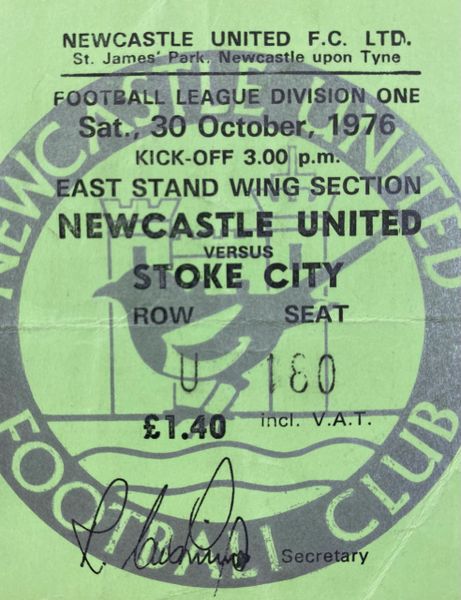 NEWCASTLE UNITED F.C. LTD.
St. James' Park, Newcastle upon Tyne
FOOTBALL LEAGUE DIVISION ONE
Sat., 30 October, 1976
KICK-OFF 3.00 p.m.
EAST STAND WING SECTION
NEWCASTLE UNITED
VERSUS
STOKE CITY
ROW SEAT
U 160
£1.40 incl. V.A.T.
Secretary
NEWCASTLE UNITED
FOOTBALL CLUB